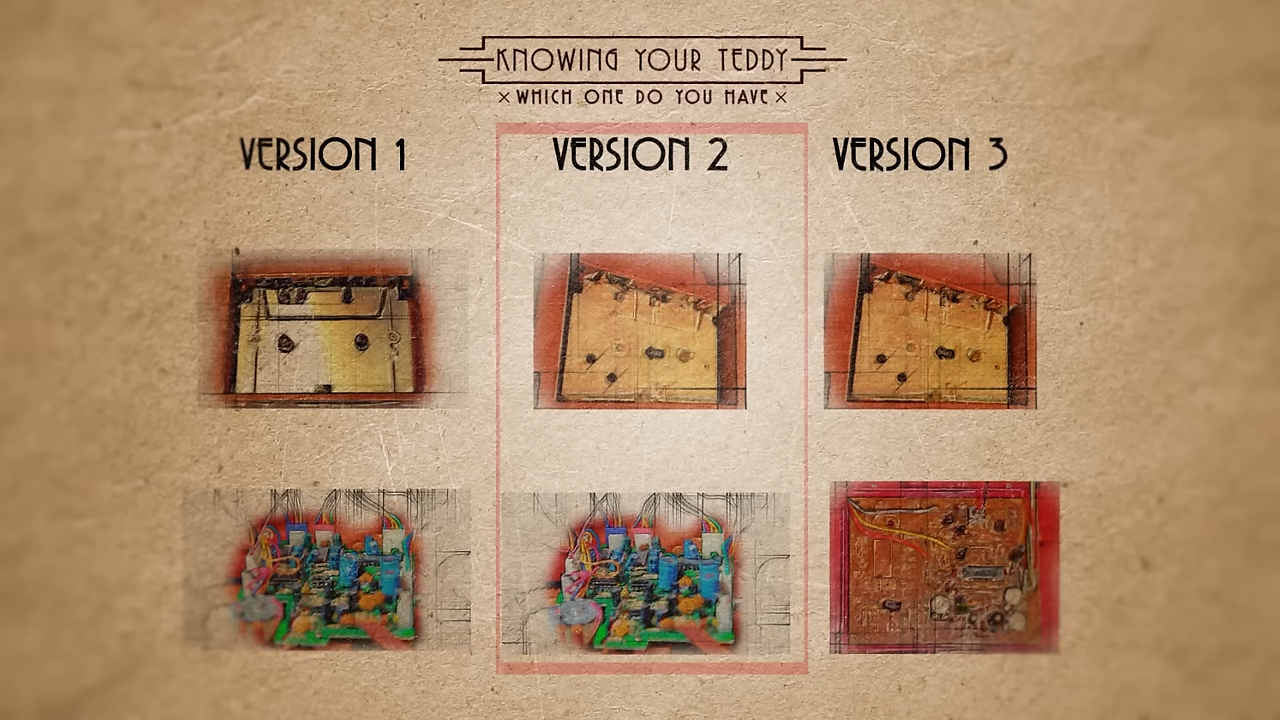 KNOWING YOUR TEDDY
×WHICH ONE DO YOU HAVE×
VERSION 1
VERSION 2
VERSION 3